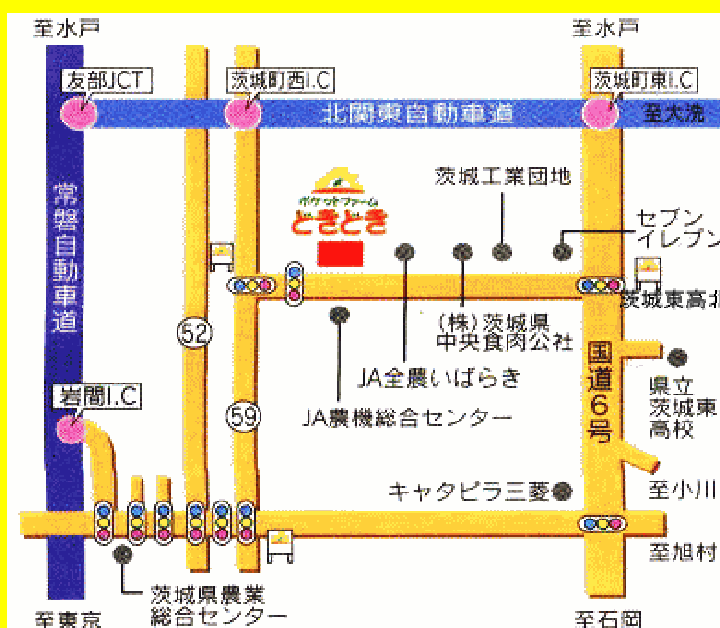 至水戸
至水戸
友部JCT
茨城町西I.C
茨城町東I.C
北関東自動車道
至大洗
常磐自動車道
ポケットファーム
どきどき
茨城工業団地
セブン
イレブン
茨城東高北
52
(株)茨城県
中央食肉公社
国道6号
JA全農いばらき
県立
茨城東
高校
岩間I.C
59
JA農機総合センター
キャタピラ三菱
至小川
至旭村
茨城県農業
総合センター
至東京
至石岡